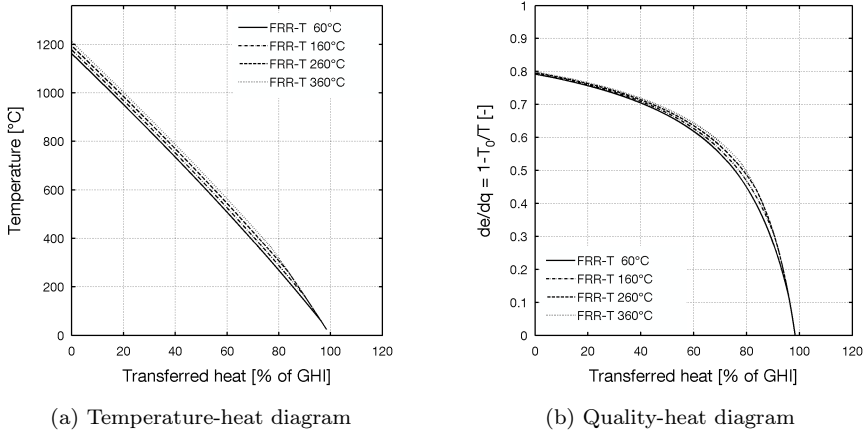 1200
1000
800
600
400
200
0
0 20 40 60 80 100 120
Temperature [°C]
Transferred heat [% of GHI]
FRR-T 60°C
FRR-T 160°C
FRR-T 260°C
FRR-T 360°C
(a) Temperature-heat diagram
1
0.9
0.8
0.7
0.6
0.5
0.4
0.3
0.2
0.1
0
0 20 40 60 80 100 120
de/dq = 1-T₀/T [-]
Transferred heat [% of GHI]
FRR-T 60°C
FRR-T 160°C
FRR-T 260°C
FRR-T 360°C
(b) Quality-heat diagram